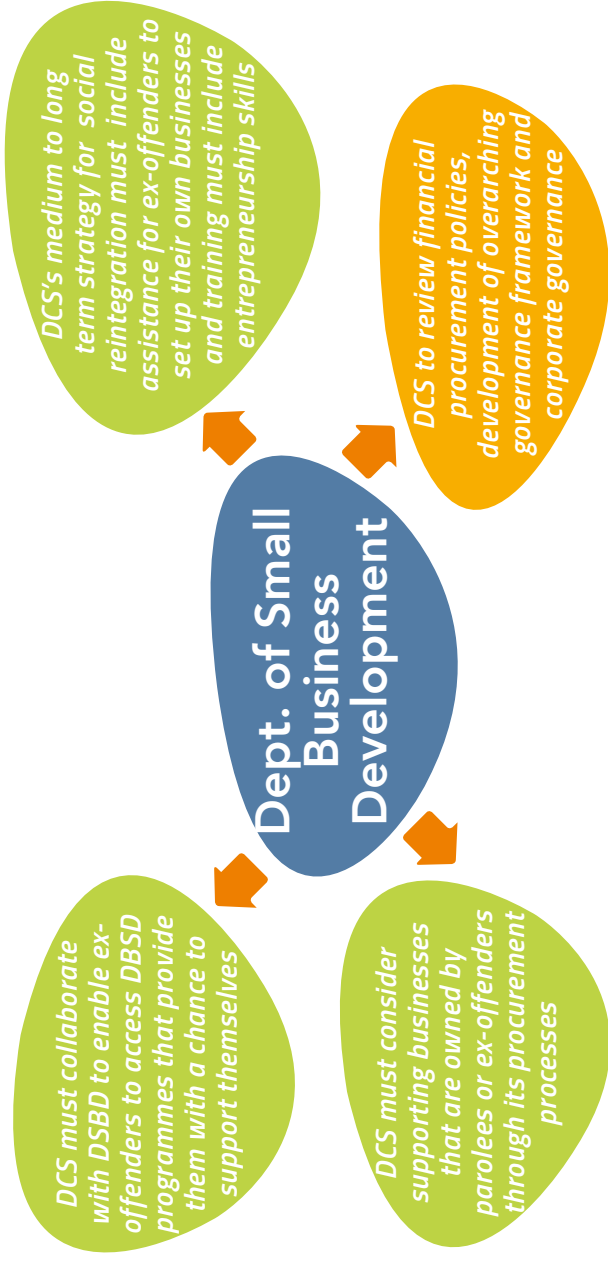 DCS must collaborate
with DSBD to enable ex-
offenders to access DBSD
programmes that provide
them with a chance to
support themselves
DCS's medium to long
term strategy for social
reintegration must include
assistance for ex-offenders to
set up their own businesses
and training must include
entrepreneurship skills
Dept. of Small
Business
Development
DCS must consider
supporting businesses
that are owned by
parolees or ex-offenders
through its procurement
processes
DCS to review financial
procurement policies,
development of overarching
governance framework and
corporate governance